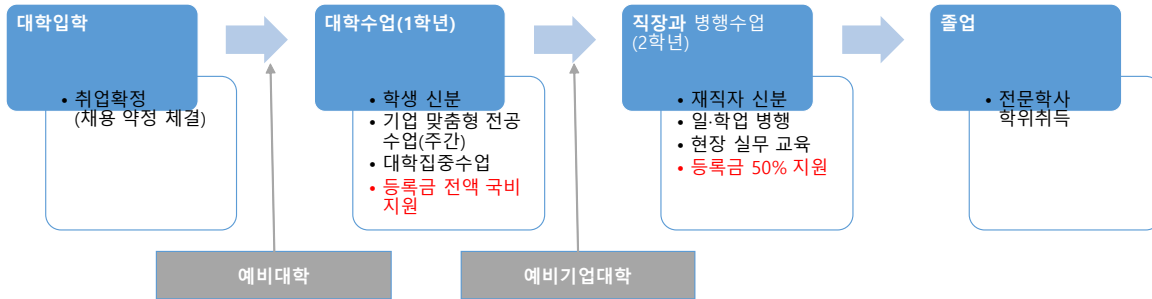 대학입학
• 취업확정
(채용 약정 체결)
대학수업(1학년)
• 학생 신분
• 기업 맞춤형 전공
수업(주간)
• 대학집중수업
• 등록금 전액 국비
지원
직장과 병행수업
(2학년)
• 재직자 신분
• 일·학업 병행
• 현장 실무 교육
• 등록금 50% 지원
졸업
• 전문학사
학위취득
예비대학
예비기업대학